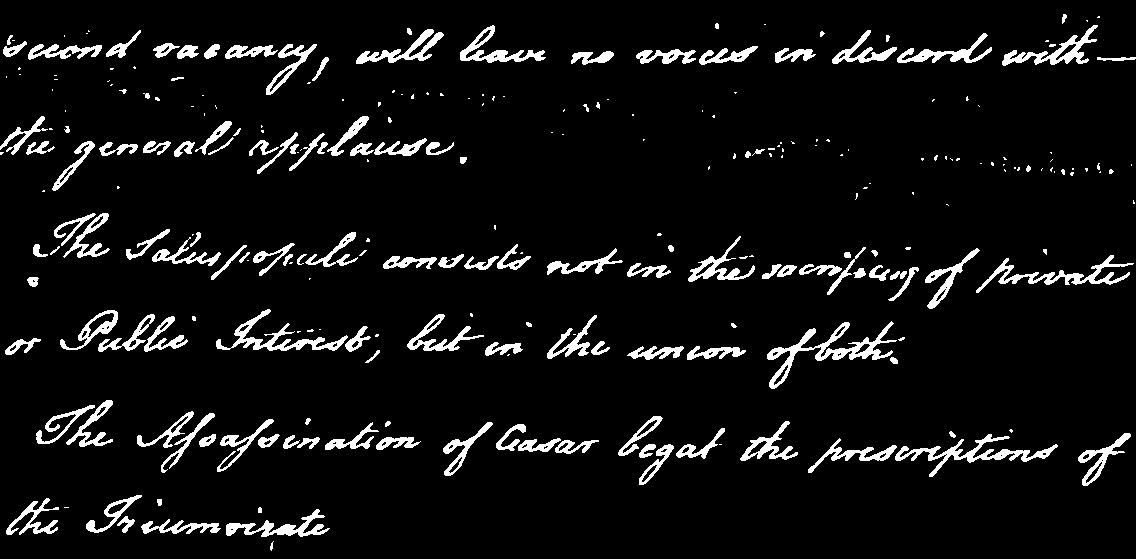 second vacancy, will leave no voices in discord with—
the general applause.
The Salus populi consists not in the sacrificing of private
or Public Interest, but in the union of both.
The Assassination of Caesar begat the prescriptions of
the Triumvirate